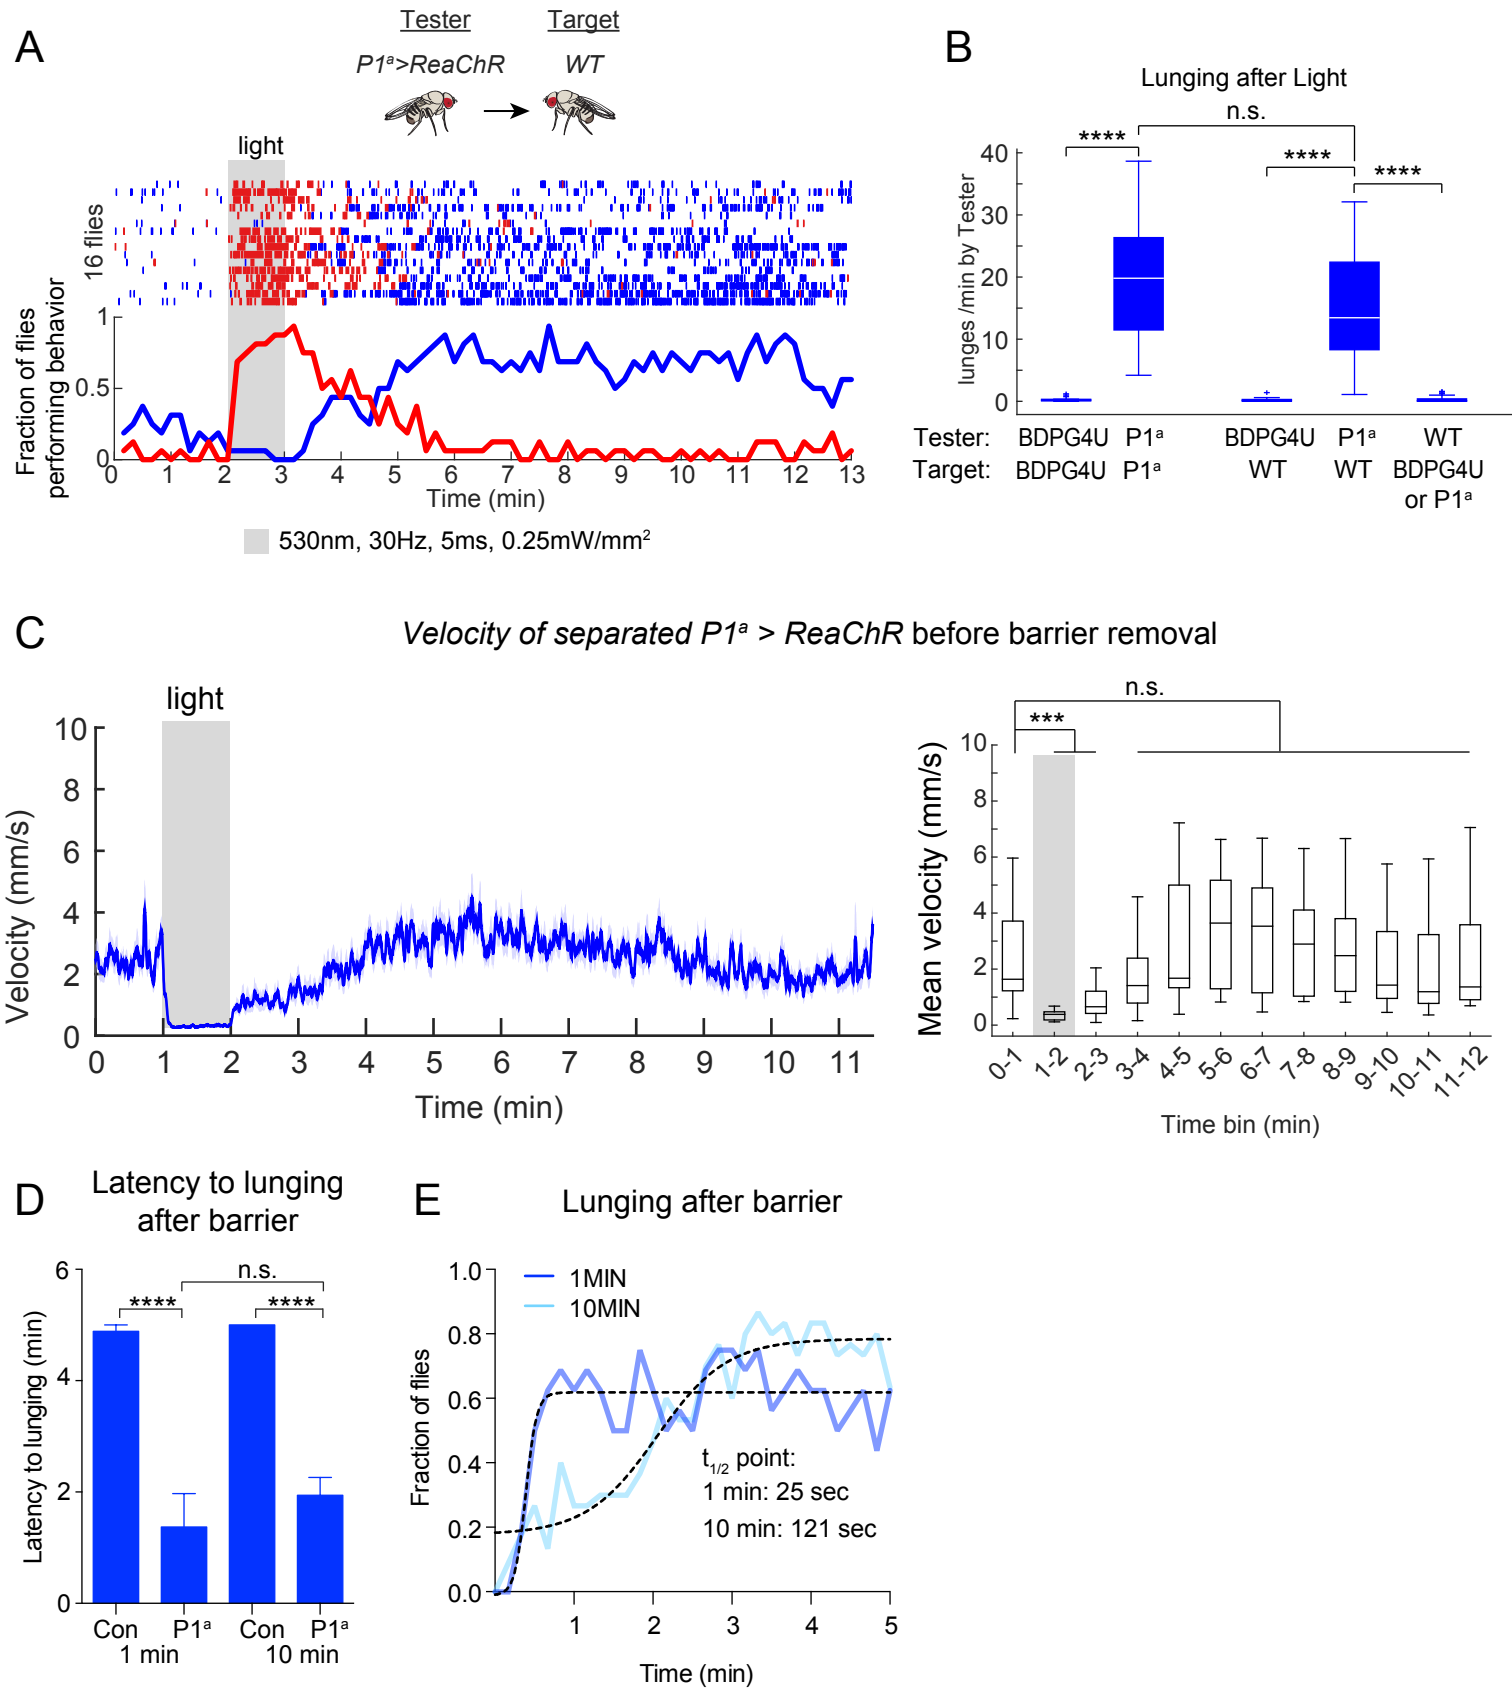 A
Tester
Target
P1ᵃ>ReaChR
WT
light
16 flies
Fraction of flies
performing behavior
1
0.5
0
0 1 2 3 4 5 6 7 8 9 10 11 12 13
Time (min)
530nm, 30Hz, 5ms, 0.25mW/mm²
B
Lunging after Light
n.s.
****
****
****
lunges /min by Tester
40
30
20
10
0
Tester: BDPG4U P1ᵃ BDPG4U P1ᵃ WT
Target: BDPG4U P1ᵃ WT WT BDPG4U
or P1ᵃ
C
Velocity of separated P1ᵃ > ReaChR before barrier removal
light
Velocity (mm/s)
10
8
6
4
2
0
0 1 2 3 4 5 6 7 8 9 10 11
Time (min)
n.s.
***
Mean velocity (mm/s)
10
8
6
4
2
0
0-1 1-2 2-3 3-4 4-5 5-6 6-7 7-8 8-9 9-10 10-11 11-12
Time bin (min)
D
Latency to lunging
after barrier
n.s.
****
****
Latency to lunging (min)
6
4
2
0
Con P1ᵃ Con P1ᵃ
1 min 10 min
E
Lunging after barrier
1MIN
10MIN
Fraction of flies
1.0
0.8
0.6
0.4
0.2
0.0
t1/2 point:
1 min: 25 sec
10 min: 121 sec
1 2 3 4 5
Time (min)